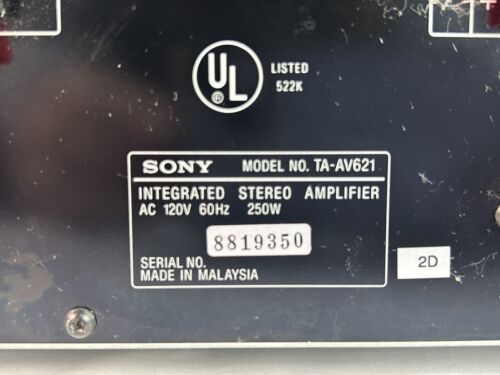 UL
®
LISTED
522K
SONY MODEL NO. TA-AV621
INTEGRATED STEREO AMPLIFIER
AC 120V 60Hz 250W
8819350
SERIAL NO.
MADE IN MALAYSIA
2D